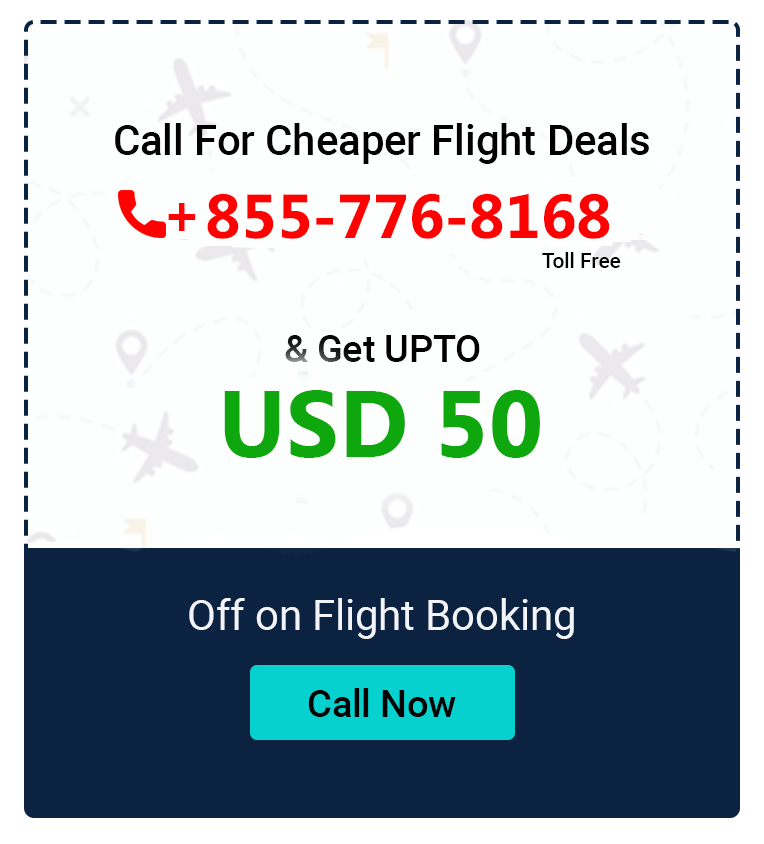 Call For Cheaper Flight Deals
+ 855-776-8168
Toll Free
& Get UPTO
USD 50
Off on Flight Booking
Call Now